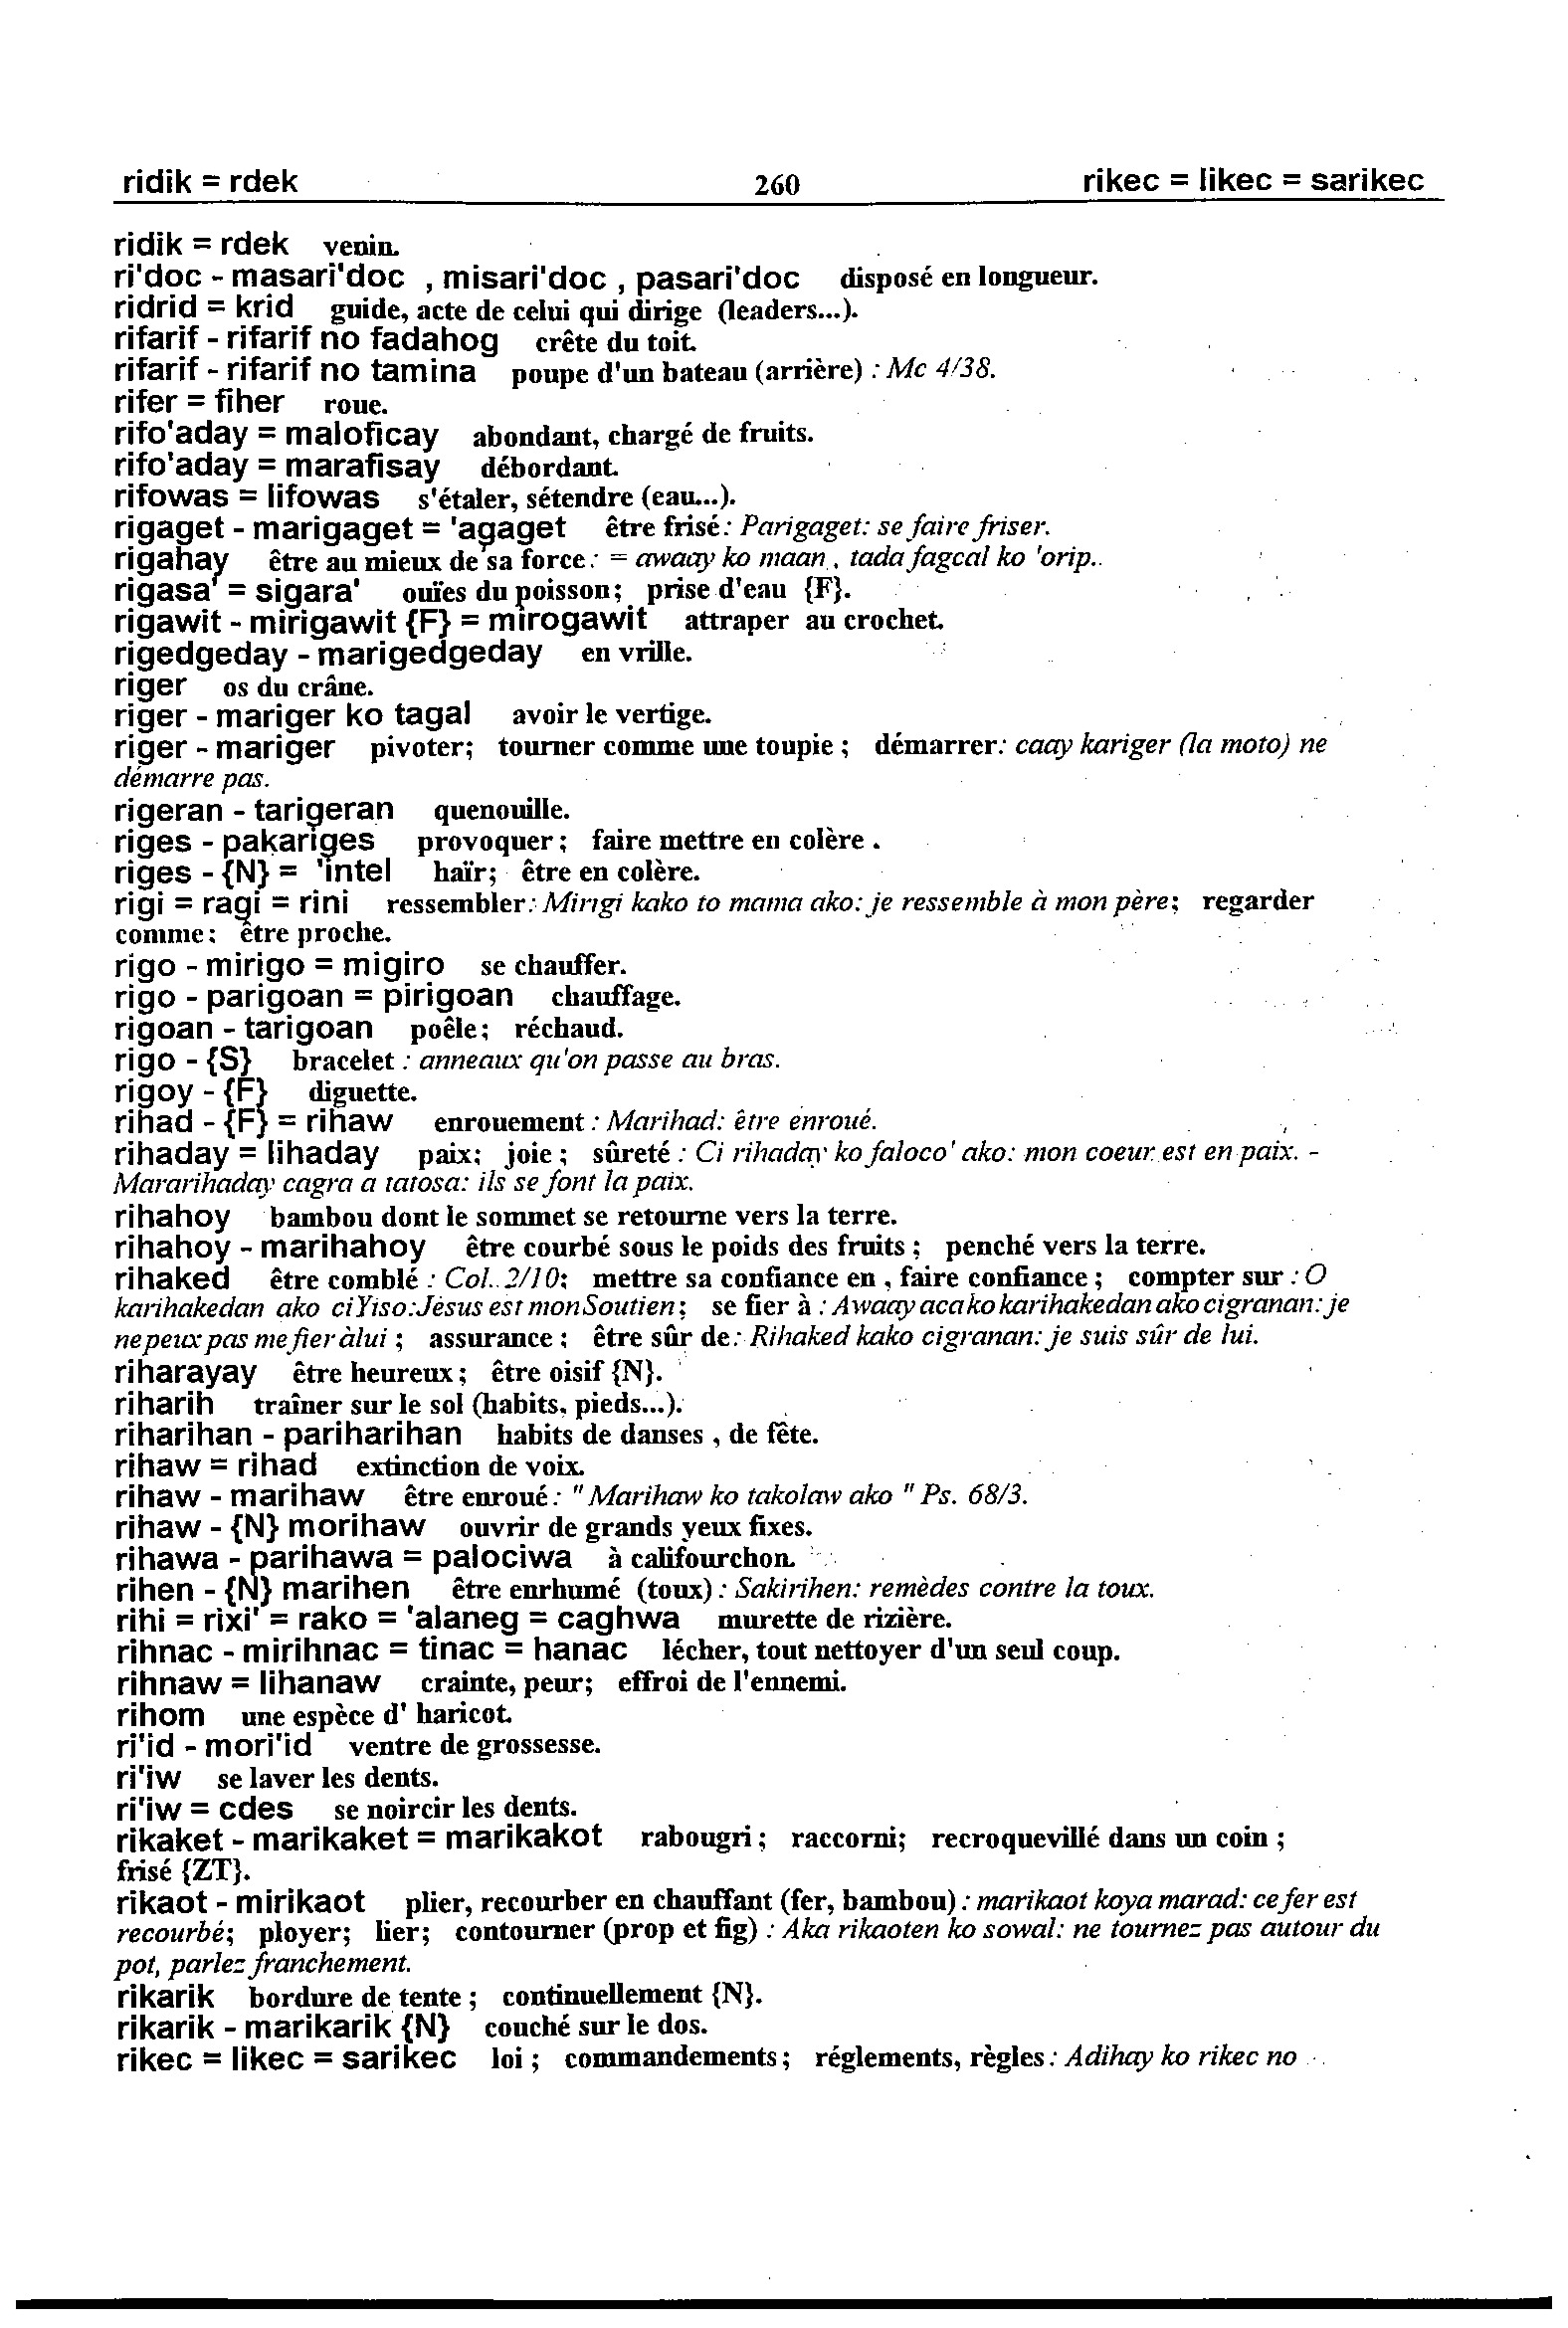 ridik = rdek 260 rikec = likec = sarikec
ridik = rdek venin.
ri'doc - masari'doc , misari'doc , pasari'doc disposé en longueur.
ridrid = krid guide, acte de celui qui dirige (leaders...).
rifarif - rifarif no fadahog crête du toit.
rifarif - rifarif no tamina poupe d'un bateau (arrière) : Mc 4/38.
rifer = fiher roue.
rifo'aday = maloficay abondant, chargé de fruits.
rifo'aday = marafisay débordant.
rifowas = lifowas s'étaler, sétendre (eau...).
rigaget - marigaget = 'agaget être frisé : Parigaget: se faire friser.
rigahay être au mieux de sa force : = awaay ko maan , tada fagcal ko 'orip..
rigasa' = sigara' ouïes du poisson; prise d'eau {F}.
rigawit - mirigawit {F} = mirogawit attraper au crochet.
rigedgeday - marigedgeday en vrille.
riger os du crâne.
riger - mariger ko tagal avoir le vertige.
riger - mariger pivoter; tourner comme une toupie ; démarrer: caay kariger (la moto) ne
démarre pas.
rigeran - tarigeran quenouille.
riges - pakariges provoquer ; faire mettre en colère .
riges - {N} = 'intel haïr; être en colère.
rigi = ragi = rini ressembler : Mirigi kako to mama ako: je ressemble à mon père; regarder
comme; être proche.
rigo - mirigo = migiro se chauffer.
rigo - parigoan = pirigoan chauffage.
rigoan - tarigoan poêle; réchaud.
rigo - {S} bracelet : anneaux qu'on passe au bras.
rigoy - {F} diguette.
rihad - {F} = rihaw enrouement : Marihad: être enroué.
rihaday = lihaday paix; joie ; sûreté : Ci rihaday ko faloco' ako: mon coeur est en paix. -
Mararihaday cagra a tatosa: ils se font la paix.
rihahoy bambou dont le sommet se retourne vers la terre.
rihahoy - marihahoy être courbé sous le poids des fruits ; penché vers la terre.
rihaked être comblé : Col. 2/10; mettre sa confiance en , faire confiance ; compter sur : O
karihakedan ako ci Yiso: Jèsus est mon Soutien ; se fier à : Awaay aca ko karihakedan ako cigranan: je
ne peux pas me fier à lui ; assurance ; être sûr de : Rihaked kako cigranan: je suis sûr de lui.
riharayay être heureux ; être oisif {N}.
riharih traîner sur le sol (habits, pieds...).
riharihan - pariharihan habits de danses , de fête.
rihaw = rihad extinction de voix.
rihaw - marihaw être enroué : " Marihaw ko takolaw ako " Ps. 68/3.
rihaw - {N} morihaw ouvrir de grands yeux fixes.
rihawa - parihawa = palociwa à califourchon.
rihen - {N} marihen être enrhumé (toux) : Sakirihen: remèdes contre la toux.
rihi = rixi' = rako = 'alaneg = caghwa murette de rizière.
rihnac - mirihnac = tinac = hanac lécher, tout nettoyer d'un seul coup.
rihnaw = lihanaw crainte, peur; effroi de l'ennemi.
rihom une espèce d' haricot.
ri'id - mori'id ventre de grossesse.
ri'iw se laver les dents.
ri'iw = cdes se noircir les dents.
rikaket - marikaket = marikakot rabougri ; raccorni; recroquevillé dans un coin ;
frisé {ZT}.
rikaot - mirikaot plier, recourber en chauffant (fer, bambou) : marikaot koya marad: ce fer est
recourbé; ployer; lier; contourner (prop et fig) : Aka rikaoten ko sowal: ne tournez pas autour du
pot, parlez franchement.
rikarik bordure de tente ; continuellement {N}.
rikarik - marikarik {N} couché sur le dos.
rikec = likec = sarikec loi ; commandements ; réglements, règles : Adihay ko rikec no